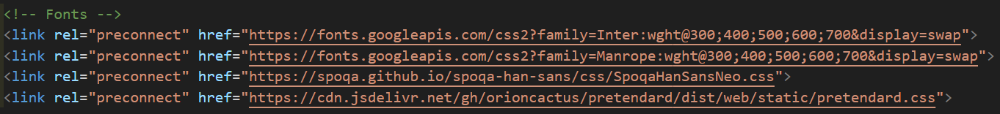 <!-- Fonts -->
<link rel="preconnect" href="https://fonts.googleapis.com/css2?family=Inter:wght@300;400;500;600;700&display=swap">
<link rel="preconnect" href="https://fonts.googleapis.com/css2?family=Manrope:wght@300;400;500;600;700&display=swap">
<link rel="preconnect" href="https://spoqa.github.io/spoqa-han-sans/css/SpoqaHanSansNeo.css">
<link rel="preconnect" href="https://cdn.jsdelivr.net/gh/orioncactus/pretendard/dist/web/static/pretendard.css">